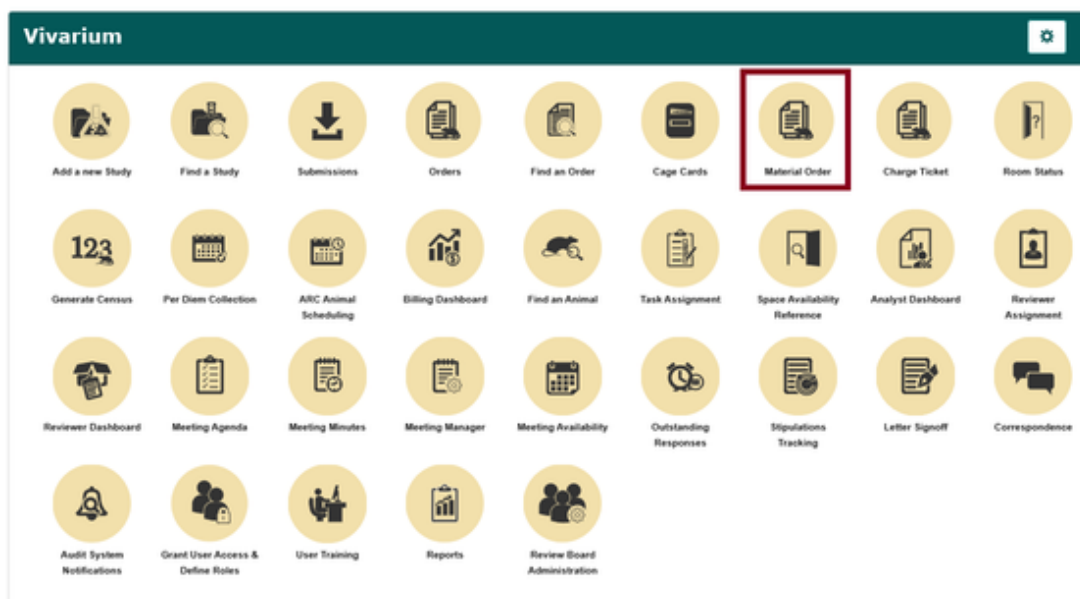 Vivarium
Add a new Study
Find a Study
Submissions
Orders
Find an Order
Cage Cards
Material Order
Charge Ticket
Room Status
?
123
Generate Census
Per Diem Collection
ARC Animal
Scheduling
Billing Dashboard
Find an Animal
Task Assignment
Space Availability
Reference
Analyst Dashboard
Reviewer
Assignment
Reviewer Dashboard
Meeting Agenda
Meeting Minutes
Meeting Manager
Meeting Availability
Outstanding
Responses
Stipulations
Tracking
Letter Signoff
Correspondence
Audit System
Notifications
Grant User Access &
Define Roles
User Training
Reports
Review Board
Administration